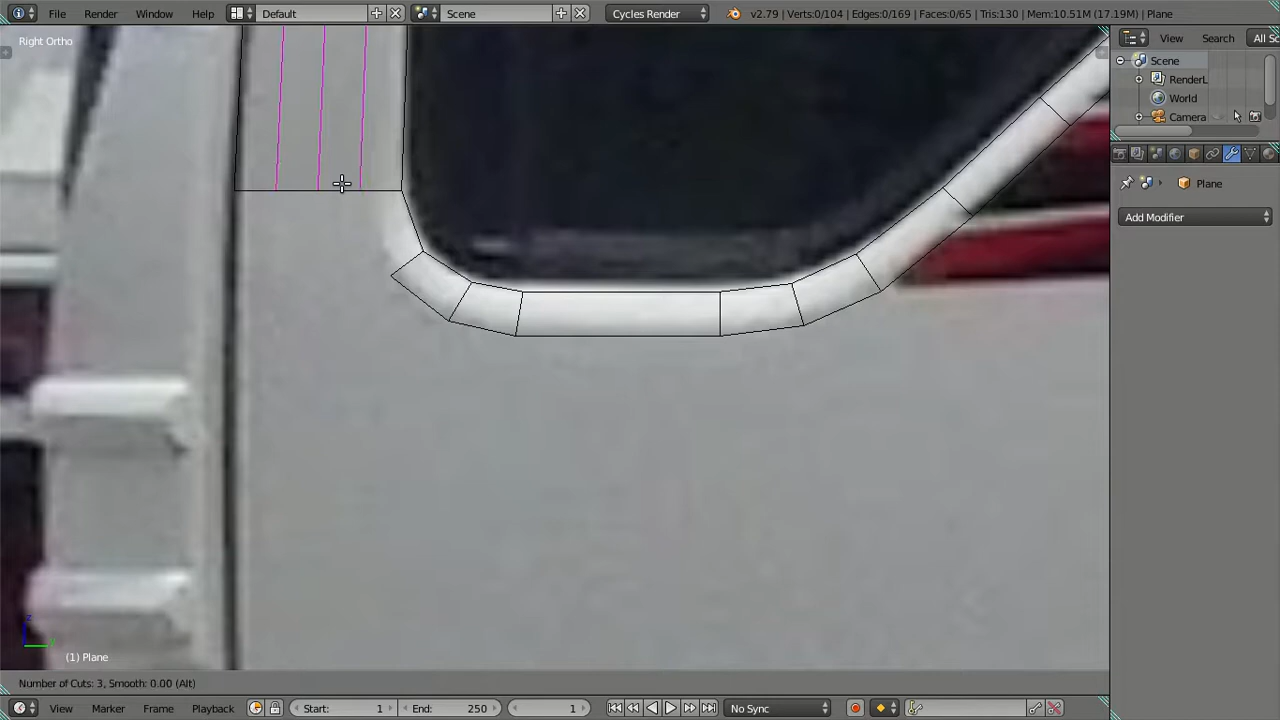 File Render Window Help Default Scene Cycles Render v2.79 | Verts:0/104 | Edges:0/169 | Faces:0/65 | Tris:130 | Mem:10.51M (17.19M) | Plane
Right Ortho
View Search All Sc
Scene
RenderL
World
Camera
Plane
Add Modifier
z
y
(1) Plane
Number of Cuts: 3, Smooth: 0.00 (Alt)
View Marker Frame Playback Start: 1 End: 250 1 No Sync